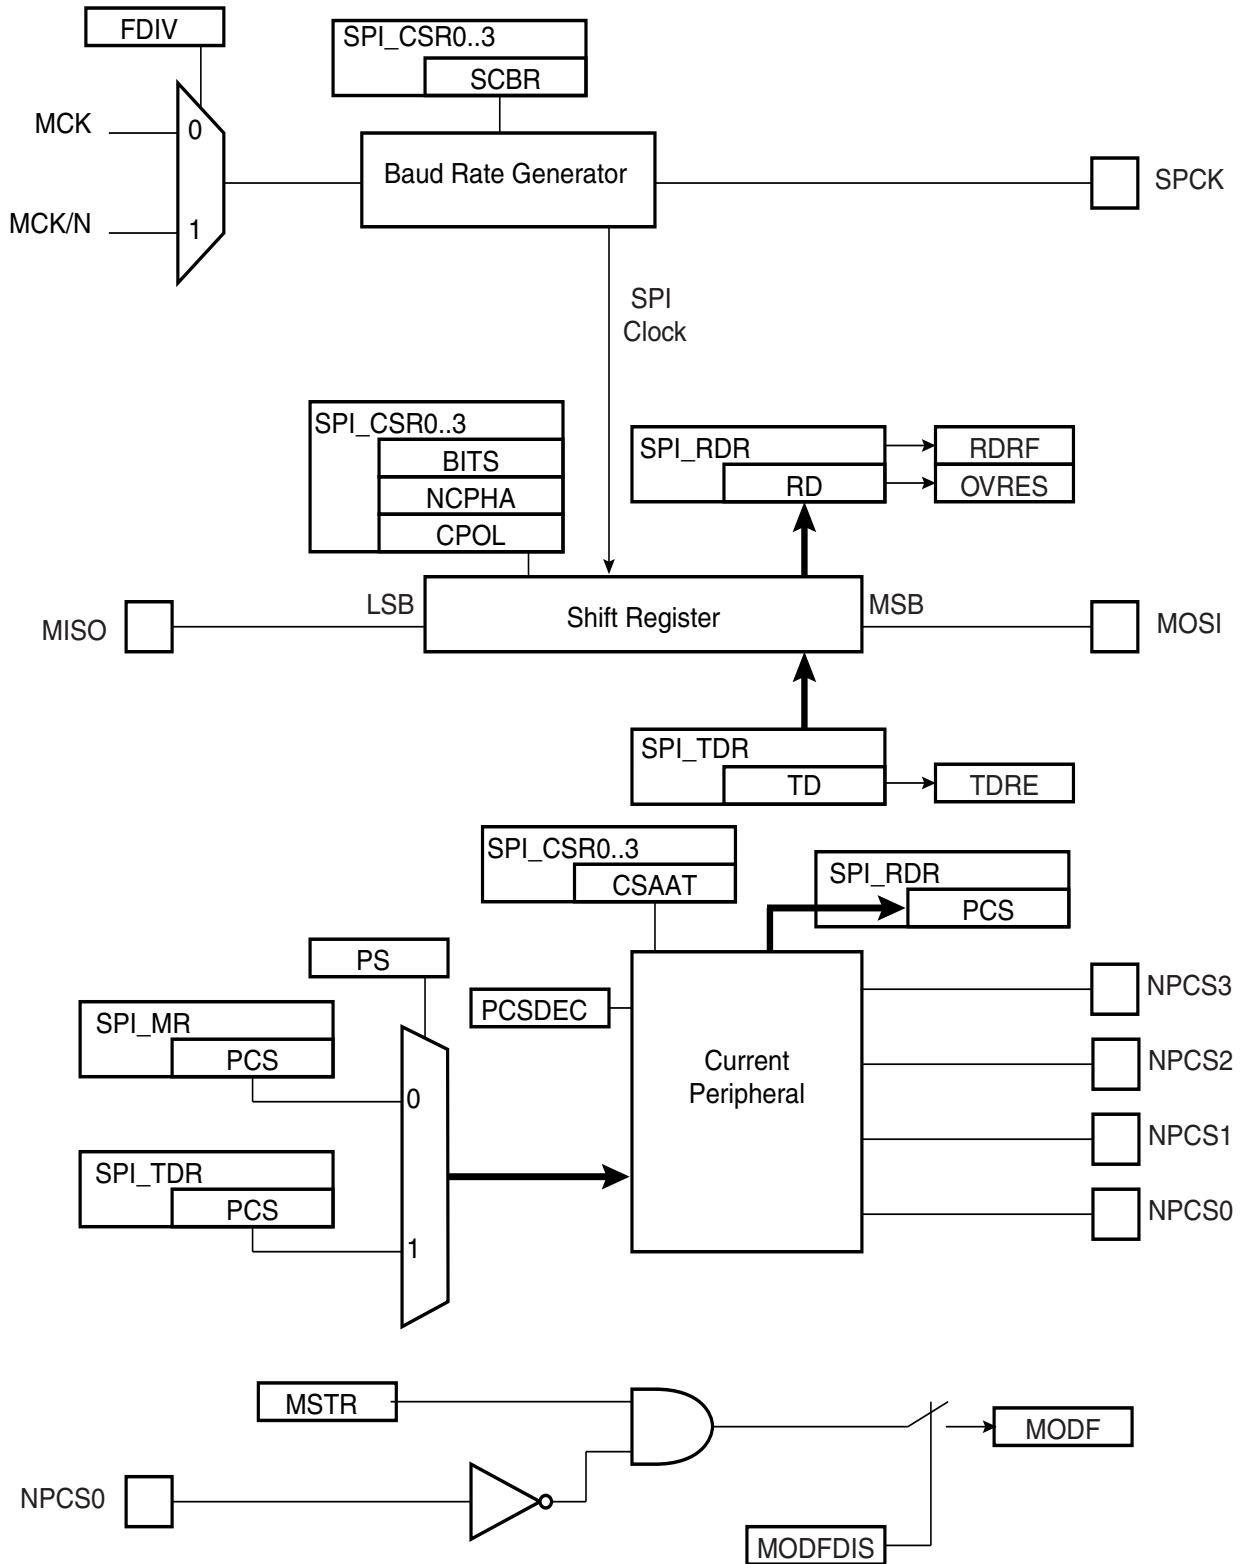 FDIV
SPI_CSR0..3
SCBR
MCK
0
Baud Rate Generator
SPCK
MCK/N
1
SPI
Clock
SPI_CSR0..3
BITS
NCPHA
CPOL
SPI_RDR
RD
RDRF
OVRES
LSB
MSB
MISO
Shift Register
MOSI
SPI_TDR
TD
TDRE
SPI_CSR0..3
CSAAT
SPI_RDR
PCS
PS
PCSDEC
NPCS3
SPI_MR
PCS
0
Current
Peripheral
NPCS2
NPCS1
SPI_TDR
PCS
1
NPCS0
MSTR
MODF
NPCS0
MODFDIS